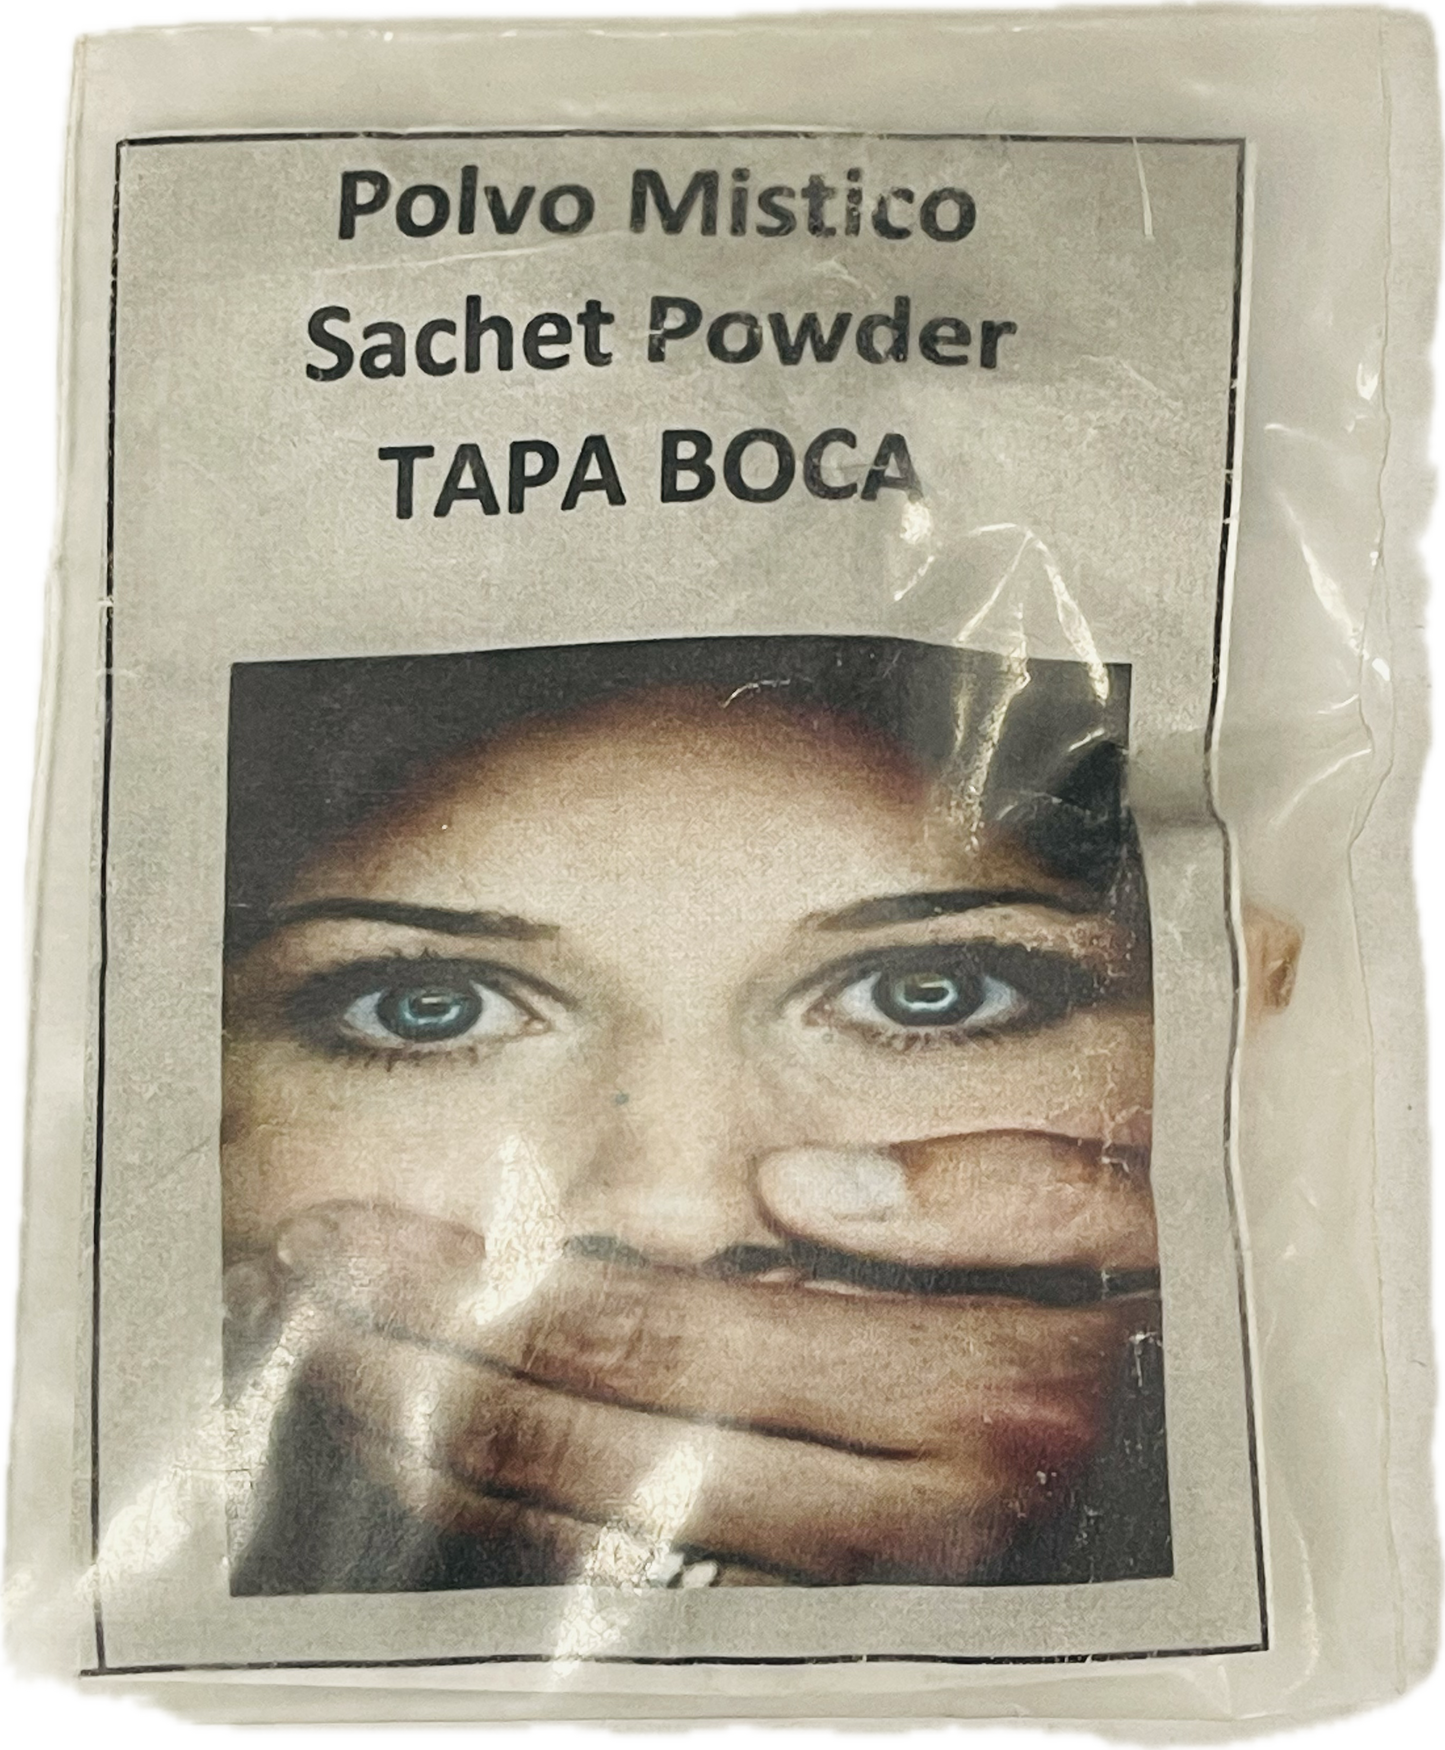 Polvo Mistico
Sachet Powder
TAPA BOCA